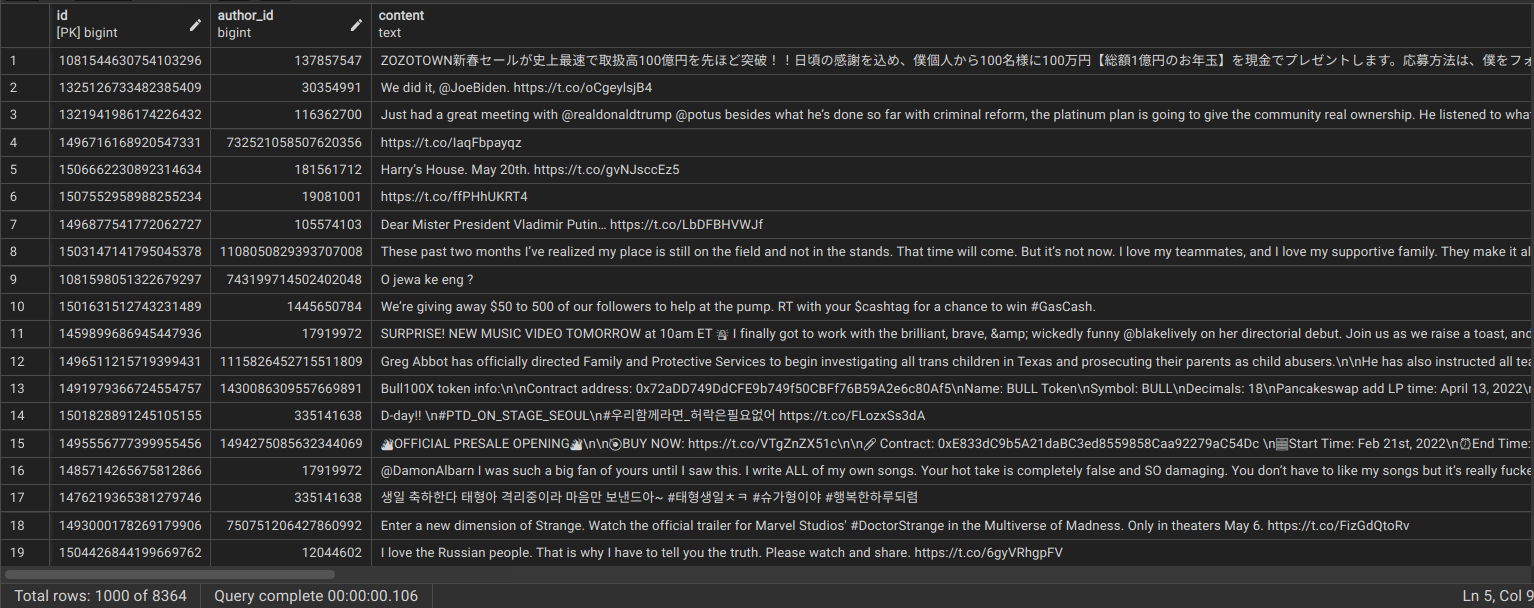 id author_id content
[PK] bigint bigint text
1 1081544630754103296 137857547 ZOZOTOWN新春セールが史上最速で取扱高100億円を先ほど突破！！日頃の感謝を込め、僕個人から100名様に100万円【総額1億円のお年玉】を現金でプレゼントします。応募方法は、僕をフォ
2 1325126733482385409 30354991 We did it, @JoeBiden. https://t.co/oCgeylsjB4
3 1321941986174226432 116362700 Just had a great meeting with @realdonaldtrump @potus besides what he’s done so far with criminal reform, the platinum plan is going to give the community real ownership. He listened to wha
4 1496716168920547331 732521058507620356 https://t.co/IaqFbpayqz
5 1506662230892314634 181561712 Harry’s House. May 20th. https://t.co/gvNJsccEz5
6 1507552958988255234 19081001 https://t.co/ffPHhUKRT4
7 1496877541772062727 105574103 Dear Mister President Vladimir Putin… https://t.co/LbDFBHVWJf
8 1503147141795045378 1108050829393707008 These past two months I’ve realized my place is still on the field and not in the stands. That time will come. But it’s not now. I love my teammates, and I love my supportive family. They make it al
9 1081598051322679297 743199714502402048 O jewa ke eng ?
10 1501631512743231489 1445650784 We’re giving away $50 to 500 of our followers to help at the pump. RT with your $cashtag for a chance to win #GasCash.
11 1459899686945447936 17919972 SURPRISE! NEW MUSIC VIDEO TOMORROW at 10am ET I finally got to work with the brilliant, brave, &amp; wickedly funny @blakelively on her directorial debut. Join us as we raise a toast, and
12 1496511215719399431 1115826452715511809 Greg Abbot has officially directed Family and Protective Services to begin investigating all trans children in Texas and prosecuting their parents as child abusers.\n\nHe has also instructed all tea
13 1491979366724554757 1430086309557669891 Bull100X token info:\n\nContract address: 0x72aDD749DdCFE9b749f50CBFf76B59A2e6c80Af5\nName: BULL Token\nSymbol: BULL\nDecimals: 18\nPancakeswap add LP time: April 13, 2022\
14 1501828891245105155 335141638 D-day!! \n#PTD_ON_STAGE_SEOUL\n#우리함께라면_허락은필요없어 https://t.co/FLozxSs3dA
15 1495556777399955456 1494275085632344069 OFFICIAL PRESALE OPENING\n\nBUY NOW: https://t.co/VTgZnZX51c\n\n Contract: 0xE833dC9b5A21daBC3ed8559858Caa92279aC54Dc \nStart Time: Feb 21st, 2022\nEnd Time:
16 1485714265675812866 17919972 @DamonAlbarn I was such a big fan of yours until I saw this. I write ALL of my own songs. Your hot take is completely false and SO damaging. You don’t have to like my songs but it’s really fucke
17 1476219365381279746 335141638 생일 축하한다 태형아 격리중이라 마음만 보낸드아~ #태형생일ㅊㅋ #슈가형이야 #행복한하루되렴
18 1493000178269179906 750751206427860992 Enter a new dimension of Strange. Watch the official trailer for Marvel Studios' #DoctorStrange in the Multiverse of Madness. Only in theaters May 6. https://t.co/FizGdQtoRv
19 1504426844199669762 12044602 I love the Russian people. That is why I have to tell you the truth. Please watch and share. https://t.co/6gyVRhgpFV
Total rows: 1000 of 8364 Query complete 00:00:00.106 Ln 5, Col 9